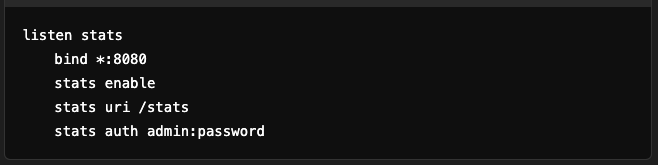 listen stats
    bind *:8080
    stats enable
    stats uri /stats
    stats auth admin:password